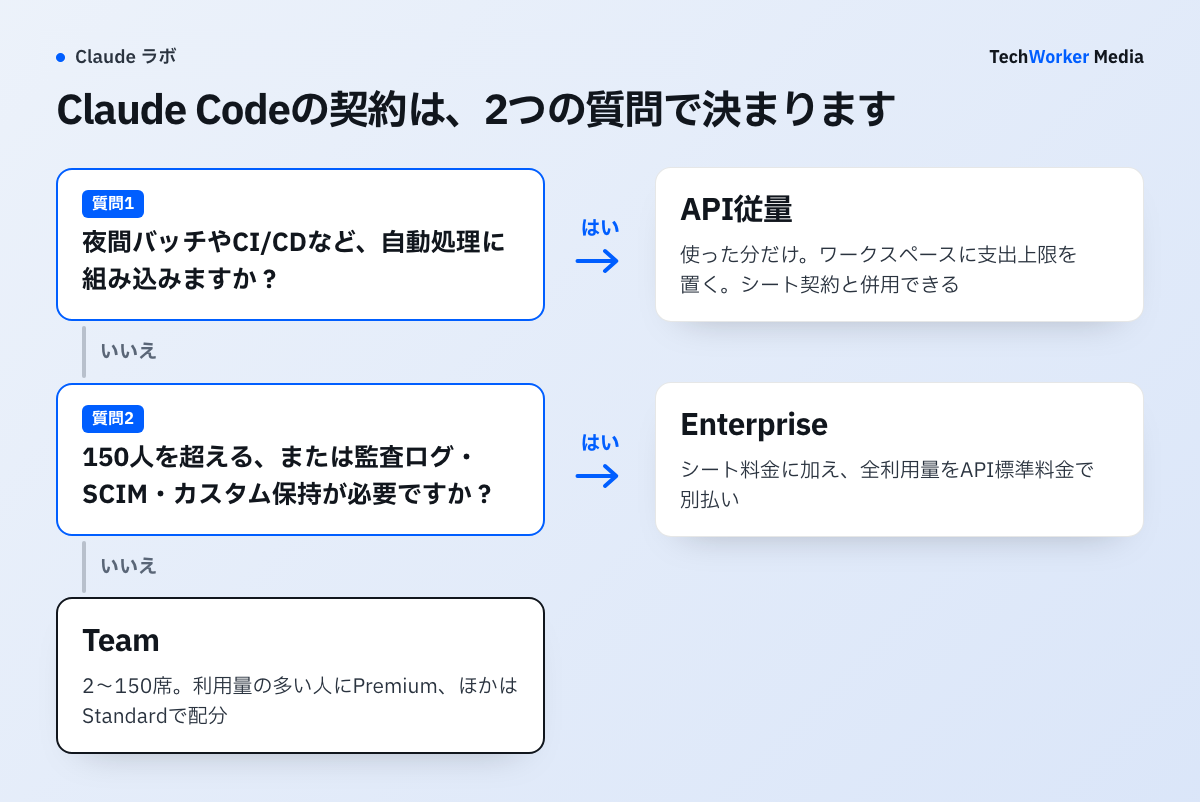 Claude ラボ
TechWorker Media
Claude Codeの契約は、2つの質問で決まります
質問1
夜間バッチやCI/CDなど、自動処理に
組み込みますか？
はい
API従量
使った分だけ。ワークスペースに支出上限を
置く。シート契約と併用できる
いいえ
質問2
150人を超える、または監査ログ・
SCIM・カスタム保持が必要ですか？
はい
Enterprise
シート料金に加え、全利用量をAPI標準料金で
別払い
いいえ
Team
2〜150席。利用量の多い人にPremium、ほかは
Standardで配分